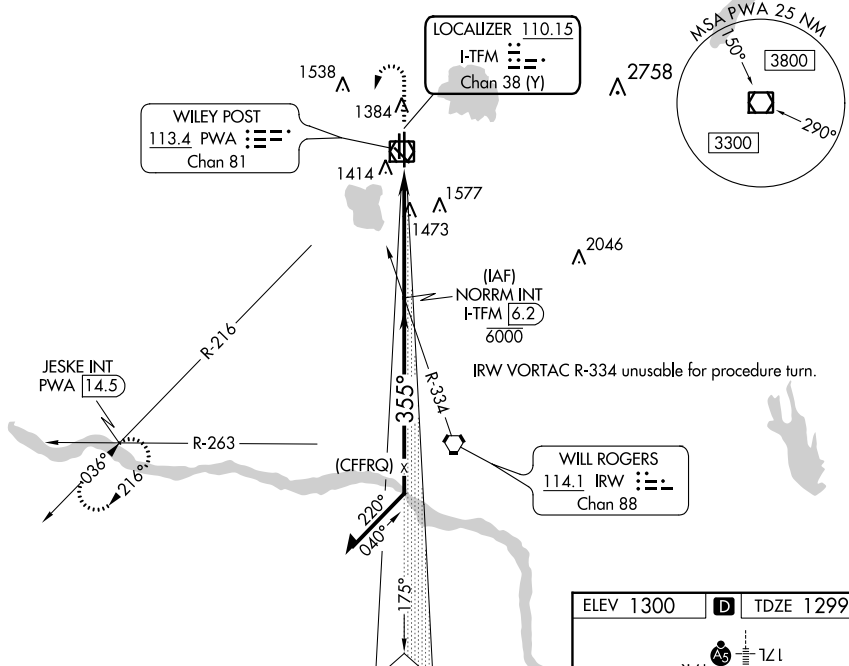 LOCALIZER 110.15
I-TFM
Chan 38 (Y)
MSA PWA 25 NM
150°
3800
290°
3300
1538
1384
2758
WILEY POST
113.4 PWA
Chan 81
1414
1577
1473
2046
(IAF)
NORRM INT
I-TFM 6.2
6000
R-216
JESKE INT
PWA 14.5
IRW VORTAC R-334 unusable for procedure turn.
355°
R-334
R-263
036°
216°
(CFFRQ) X
WILL ROGERS
114.1 IRW
Chan 88
220°
040°
175°
ELEV 1300
D
TDZE 1299
A5
17L